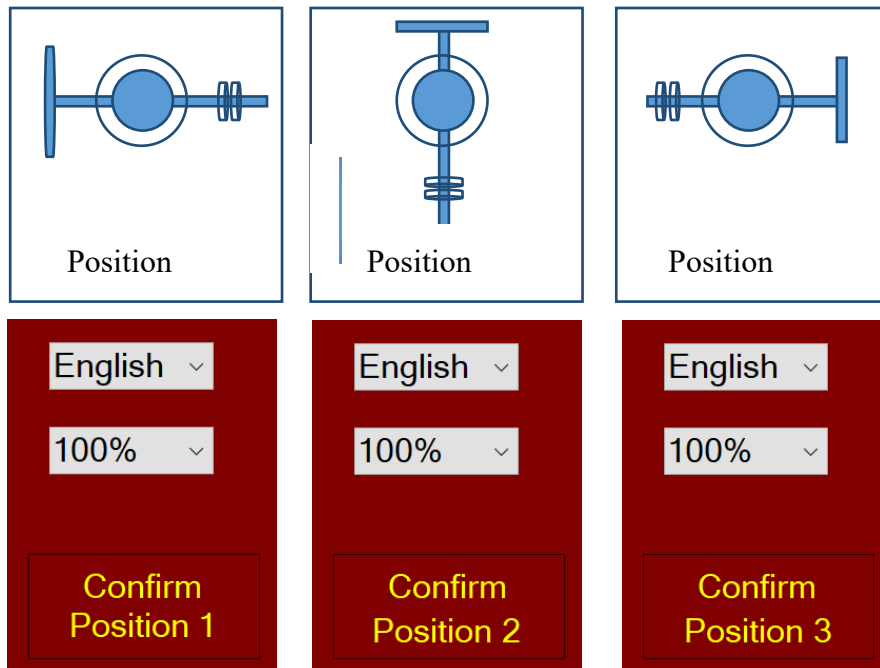 Position
Position
Position
English
English
English
100%
100%
100%
Confirm
Position 1
Confirm
Position 2
Confirm
Position 3